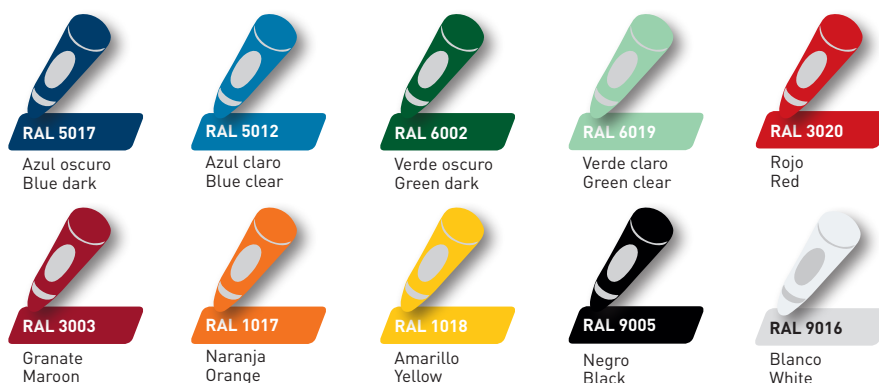 RAL 5017
Azul oscuro
Blue dark
RAL 5012
Azul claro
Blue clear
RAL 6002
Verde oscuro
Green dark
RAL 6019
Verde claro
Green clear
RAL 3020
Rojo
Red
RAL 3003
Granate
Maroon
RAL 1017
Naranja
Orange
RAL 1018
Amarillo
Yellow
RAL 9005
Negro
Black
RAL 9016
Blanco
White